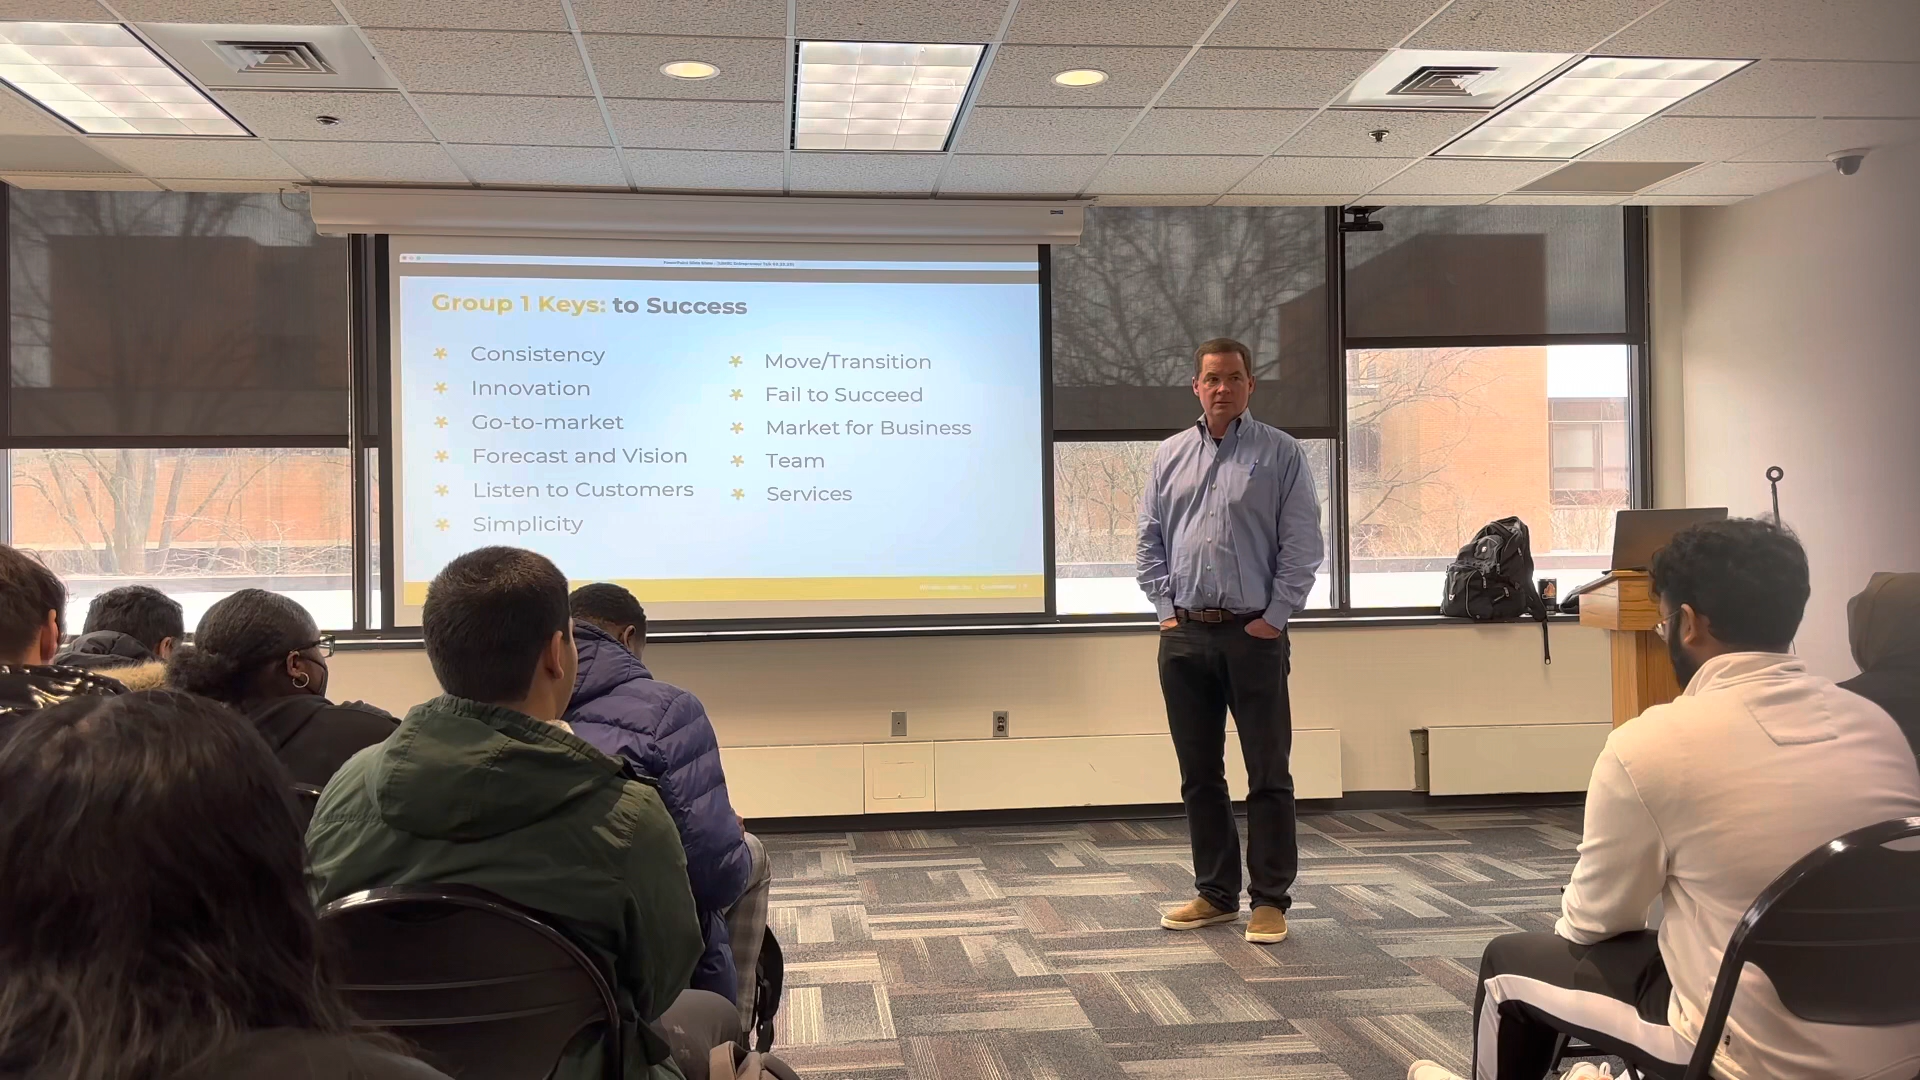 Group 1 Keys: to Success
Consistency
Innovation
Go-to-market
Forecast and Vision
Listen to Customers
Simplicity
Move/Transition
Fail to Succeed
Market for Business
Team
Services